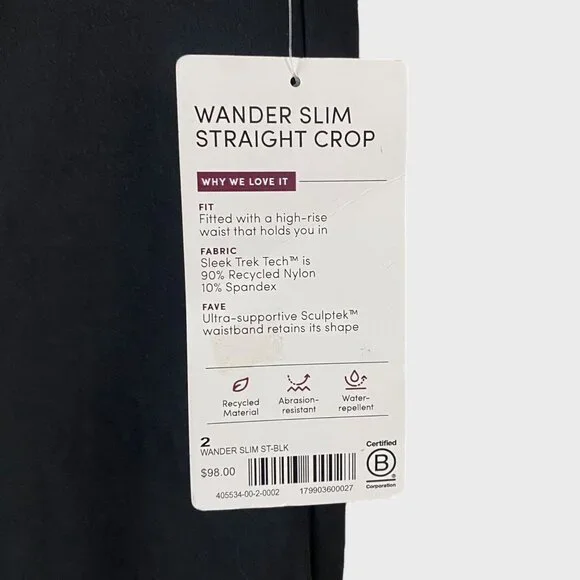 WANDER SLIM
STRAIGHT CROP
WHY WE LOVE IT
FIT
Fitted with a high-rise
waist that holds you in
FABRIC
Sleek Trek Tech™ is
90% Recycled Nylon
10% Spandex
FAVE
Ultra-supportive Sculptek™
waistband retains its shape
Recycled
Material
Abrasion-
resistant
Water-
repellent
2
WANDER SLIM ST-BLK
$98.00
405534-00-2-0002
179903600027
Certified
B
Corporation